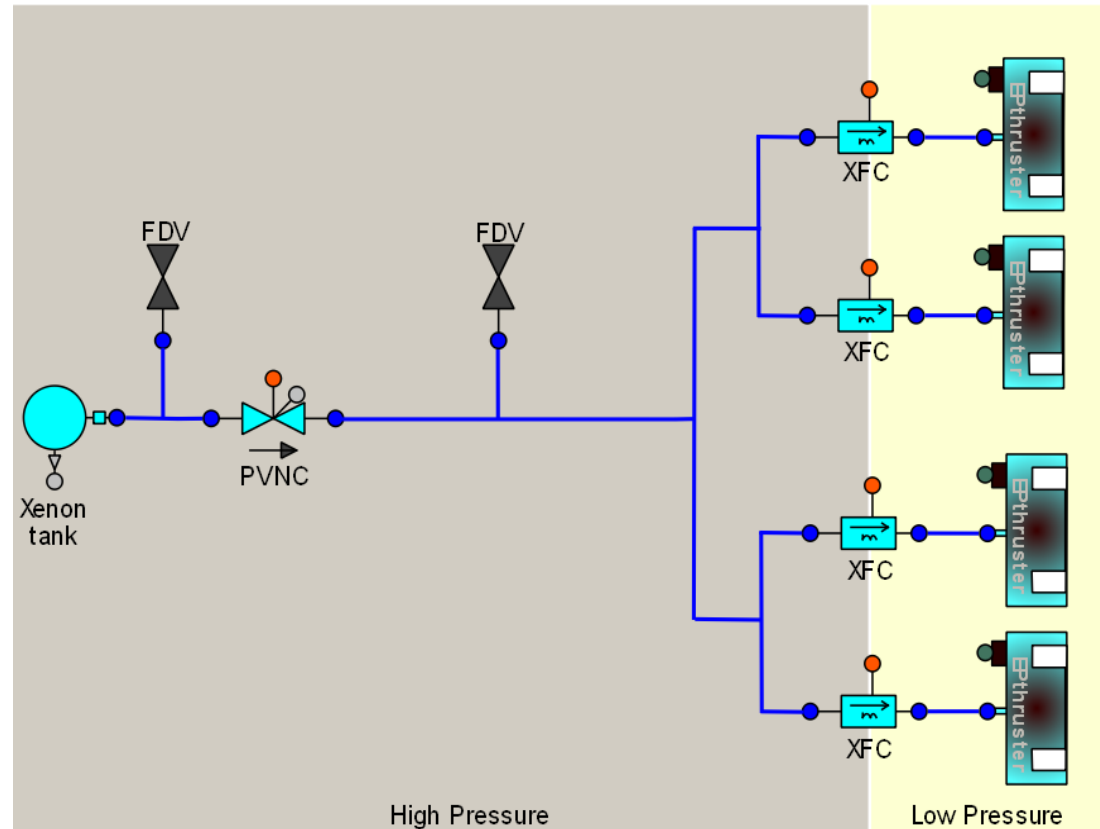 FDV
FDV
PVNC
Xenon
tank
XFC
XFC
XFC
XFC
EPthruster
EPthruster
EPthruster
EPthruster
High Pressure
Low Pressure